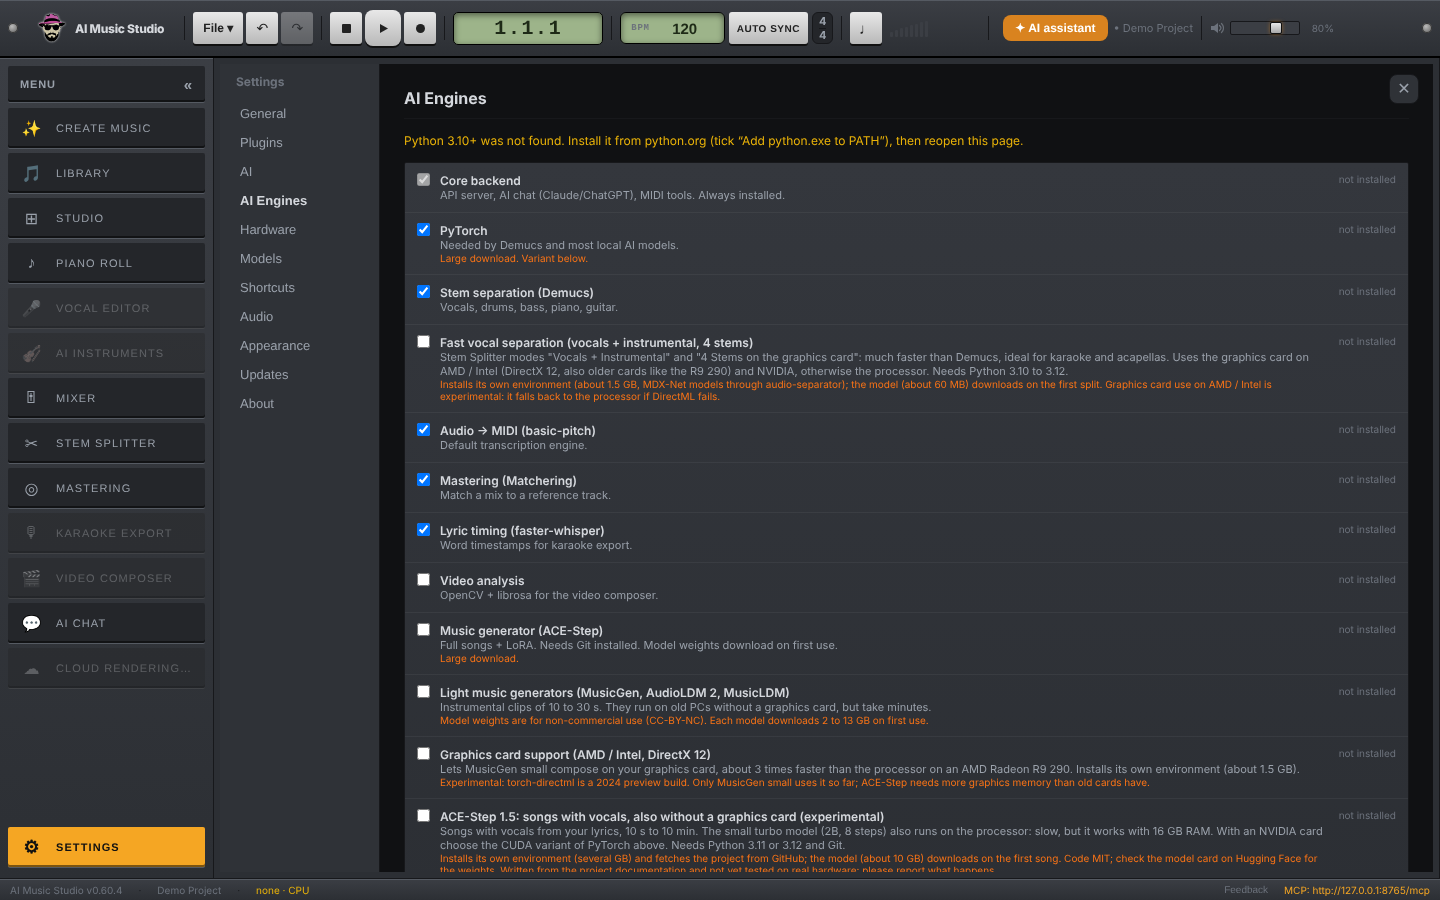 AI Music Studio
File ▾
1.1.1
BPM 120
AUTO SYNC
4
4
♩
✦ AI assistant
• Demo Project
80%
MENU «
CREATE MUSIC
LIBRARY
STUDIO
PIANO ROLL
VOCAL EDITOR
AI INSTRUMENTS
MIXER
STEM SPLITTER
MASTERING
KARAOKE EXPORT
VIDEO COMPOSER
AI CHAT
CLOUD RENDERING...
SETTINGS
Settings
General
Plugins
AI
AI Engines
Hardware
Models
Shortcuts
Audio
Appearance
Updates
About
AI Engines
Python 3.10+ was not found. Install it from python.org (tick “Add python.exe to PATH”), then reopen this page.
Core backend not installed
API server, AI chat (Claude/ChatGPT), MIDI tools. Always installed.
PyTorch not installed
Needed by Demucs and most local AI models.
Large download. Variant below.
Stem separation (Demucs) not installed
Vocals, drums, bass, piano, guitar.
Fast vocal separation (vocals + instrumental, 4 stems) not installed
Stem Splitter modes "Vocals + Instrumental" and "4 Stems on the graphics card": much faster than Demucs, ideal for karaoke and acapellas. Uses the graphics card on
AMD / Intel (DirectX 12, also older cards like the R9 290) and NVIDIA, otherwise the processor. Needs Python 3.10 to 3.12.
Installs its own environment (about 1.5 GB, MDX-Net models through audio-separator); the model (about 60 MB) downloads on the first split. Graphics card use on AMD / Intel is
experimental: it falls back to the processor if DirectML fails.
Audio → MIDI (basic-pitch) not installed
Default transcription engine.
Mastering (Matchering) not installed
Match a mix to a reference track.
Lyric timing (faster-whisper) not installed
Word timestamps for karaoke export.
Video analysis not installed
OpenCV + librosa for the video composer.
Music generator (ACE-Step) not installed
Full songs + LoRA. Needs Git installed. Model weights download on first use.
Large download.
Light music generators (MusicGen, AudioLDM 2, MusicLDM) not installed
Instrumental clips of 10 to 30 s. They run on old PCs without a graphics card, but take minutes.
Model weights are for non-commercial use (CC-BY-NC). Each model downloads 2 to 13 GB on first use.
Graphics card support (AMD / Intel, DirectX 12) not installed
Lets MusicGen small compose on your graphics card, about 3 times faster than the processor on an AMD Radeon R9 290. Installs its own environment (about 1.5 GB).
Experimental: torch-directml is a 2024 preview build. Only MusicGen small uses it so far; ACE-Step needs more graphics memory than old cards have.
ACE-Step 1.5: songs with vocals, also without a graphics card (experimental) not installed
Songs with vocals from your lyrics, 10 s to 10 min. The small turbo model (2B, 8 steps) also runs on the processor: slow, but it works with 16 GB RAM. With an NVIDIA card
choose the CUDA variant of PyTorch above. Needs Python 3.11 or 3.12 and Git.
Installs its own environment (several GB) and fetches the project from GitHub; the model (about 10 GB) downloads on the first song. Code MIT; check the model card on Hugging Face for
the weights. Written from the project documentation and not yet tested on real hardware: please report what happens.
AI Music Studio v0.60.4 · Demo Project · none · CPU
Feedback MCP: http://127.0.0.1:8765/mcp